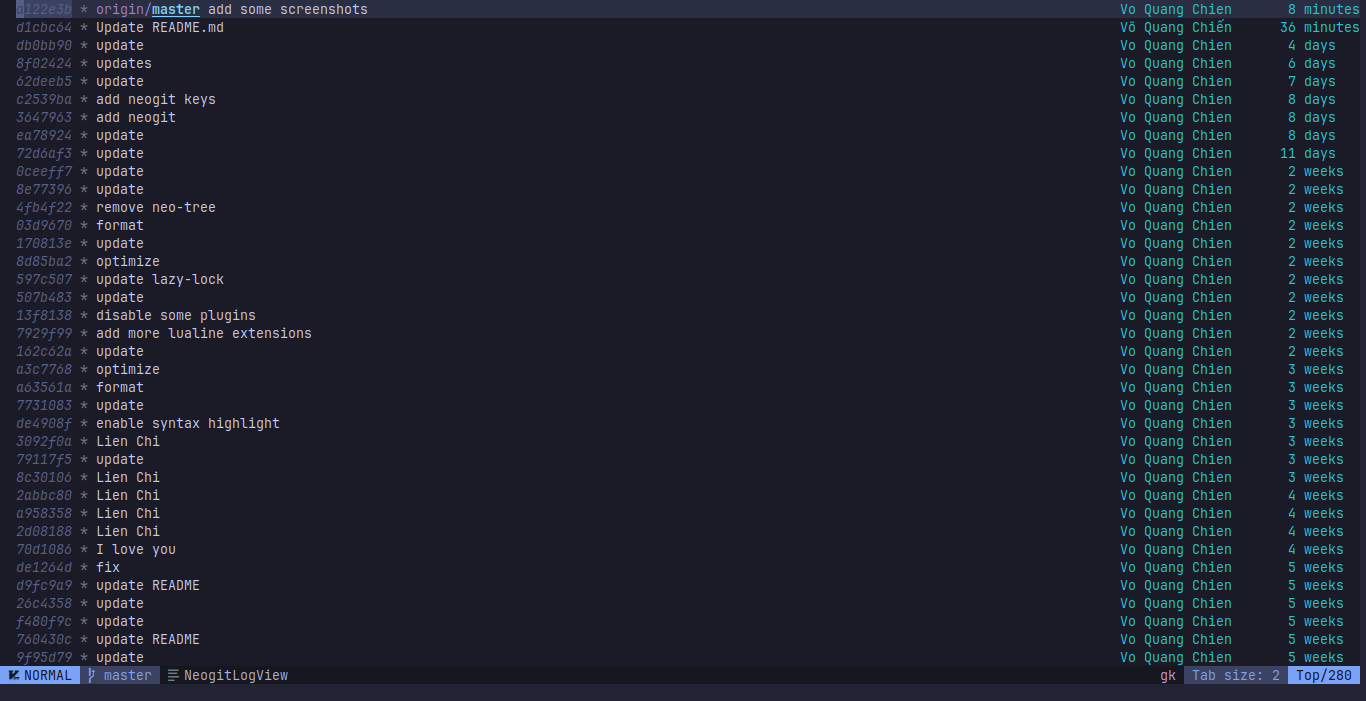 a122e3b * origin/master add some screenshots Vo Quang Chien 8 minutes
d1cbc64 * Update README.md Võ Quang Chiến 36 minutes
db0bb90 * update Vo Quang Chien 4 days
8f02424 * updates Vo Quang Chien 6 days
62deeb5 * update Vo Quang Chien 7 days
c2539ba * add neogit keys Vo Quang Chien 8 days
3647963 * add neogit Vo Quang Chien 8 days
ea78924 * update Vo Quang Chien 8 days
72d6af3 * update Vo Quang Chien 11 days
0ceeff7 * update Vo Quang Chien 2 weeks
8e77396 * update Vo Quang Chien 2 weeks
4fb4f22 * remove neo-tree Vo Quang Chien 2 weeks
03d9670 * format Vo Quang Chien 2 weeks
170813e * update Vo Quang Chien 2 weeks
8d85ba2 * optimize Vo Quang Chien 2 weeks
597c507 * update lazy-lock Vo Quang Chien 2 weeks
507b483 * update Vo Quang Chien 2 weeks
13f8138 * disable some plugins Vo Quang Chien 2 weeks
7929f99 * add more lualine extensions Vo Quang Chien 2 weeks
162c62a * update Vo Quang Chien 2 weeks
a3c7768 * optimize Vo Quang Chien 3 weeks
a63561a * format Vo Quang Chien 3 weeks
7731083 * update Vo Quang Chien 3 weeks
de4908f * enable syntax highlight Vo Quang Chien 3 weeks
3092f0a * Lien Chi Vo Quang Chien 3 weeks
79117f5 * update Vo Quang Chien 3 weeks
8c30106 * Lien Chi Vo Quang Chien 3 weeks
2abbc80 * Lien Chi Vo Quang Chien 4 weeks
a958358 * Lien Chi Vo Quang Chien 4 weeks
2d08188 * Lien Chi Vo Quang Chien 4 weeks
70d1086 * I love you Vo Quang Chien 4 weeks
de1264d * fix Vo Quang Chien 5 weeks
d9fc9a9 * update README Vo Quang Chien 5 weeks
26c4358 * update Vo Quang Chien 5 weeks
f480f9c * update Vo Quang Chien 5 weeks
760430c * update README Vo Quang Chien 5 weeks
9f95d79 * update Vo Quang Chien 5 weeks
NORMAL master NeogitLogView gk Tab size: 2 Top/280